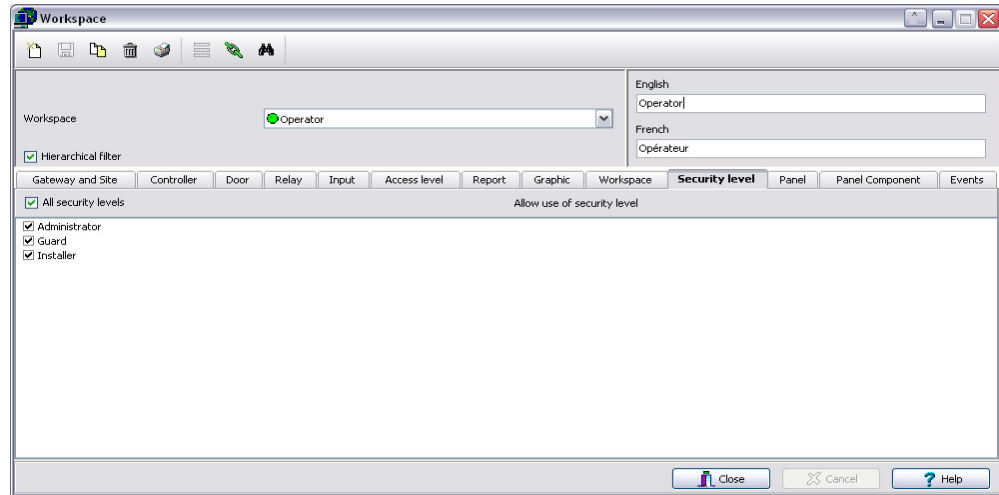 Workspace
English
Operator
Workspace
Operator
French
Opérateur
Hierarchical filter
Gateway and Site Controller Door Relay Input Access level Report Graphic Workspace Security level Panel Panel Component Events
All security levels Allow use of security level
Administrator
Guard
Installer
Close Cancel ? Help